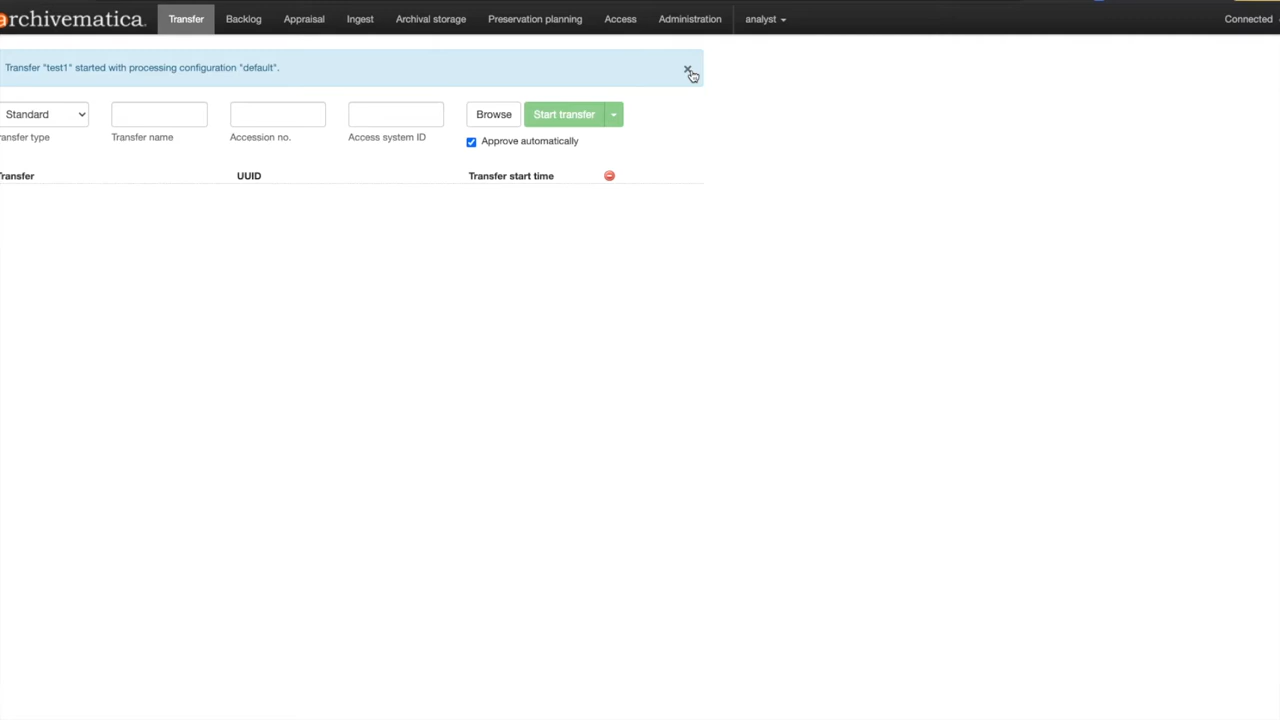 archivematica.
Transfer
Backlog
Appraisal
Ingest
Archival storage
Preservation planning
Access
Administration
analyst
Connected
Transfer "test1" started with processing configuration "default".
Standard
Browse
Start transfer
ransfer type
Transfer name
Accession no.
Access system ID
Approve automatically
Transfer
UUID
Transfer start time